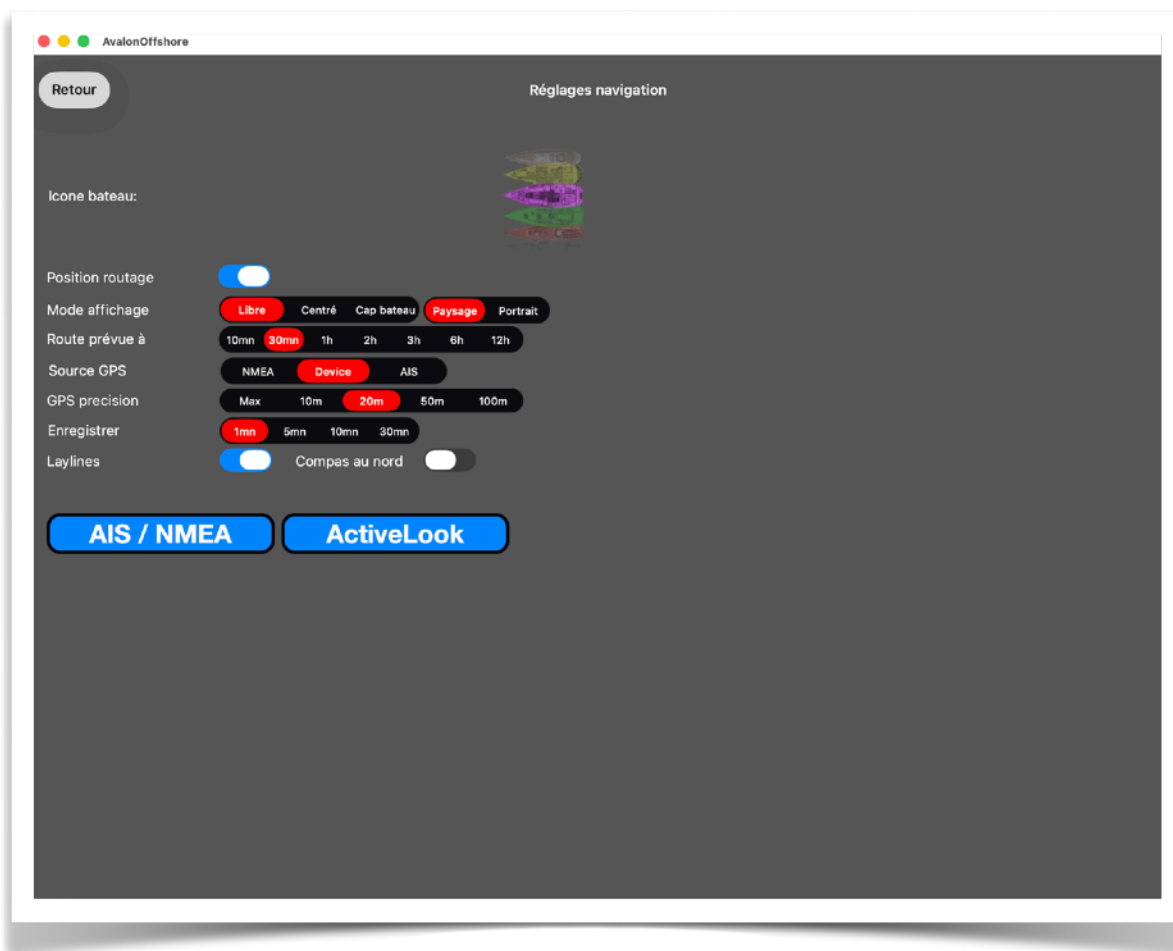 AvalonOffshore
Retour
Réglages navigation
Icone bateau:
Position routage
Mode affichage Libre Centré Cap bateau Paysage Portrait
Route prévue à 10mn 30mn 1h 2h 3h 6h 12h
Source GPS NMEA Device AIS
GPS precision Max 10m 20m 50m 100m
Enregistrer 1mn 5mn 10mn 30mn
Laylines Compas au nord
AIS / NMEA ActiveLook